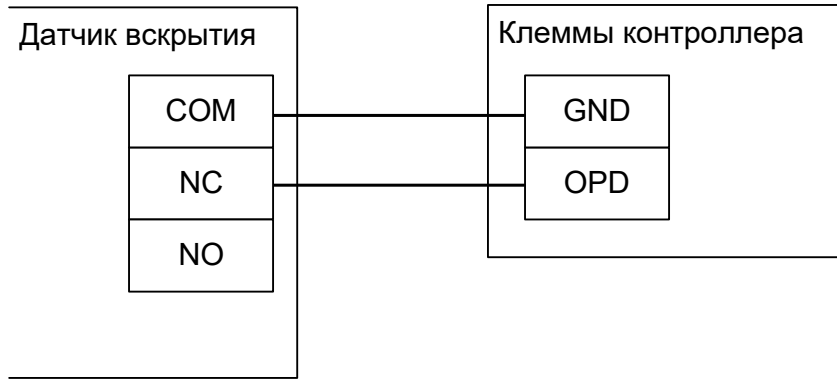 Датчик вскрытия
COM
NC
NO
Клеммы контроллера
GND
OPD